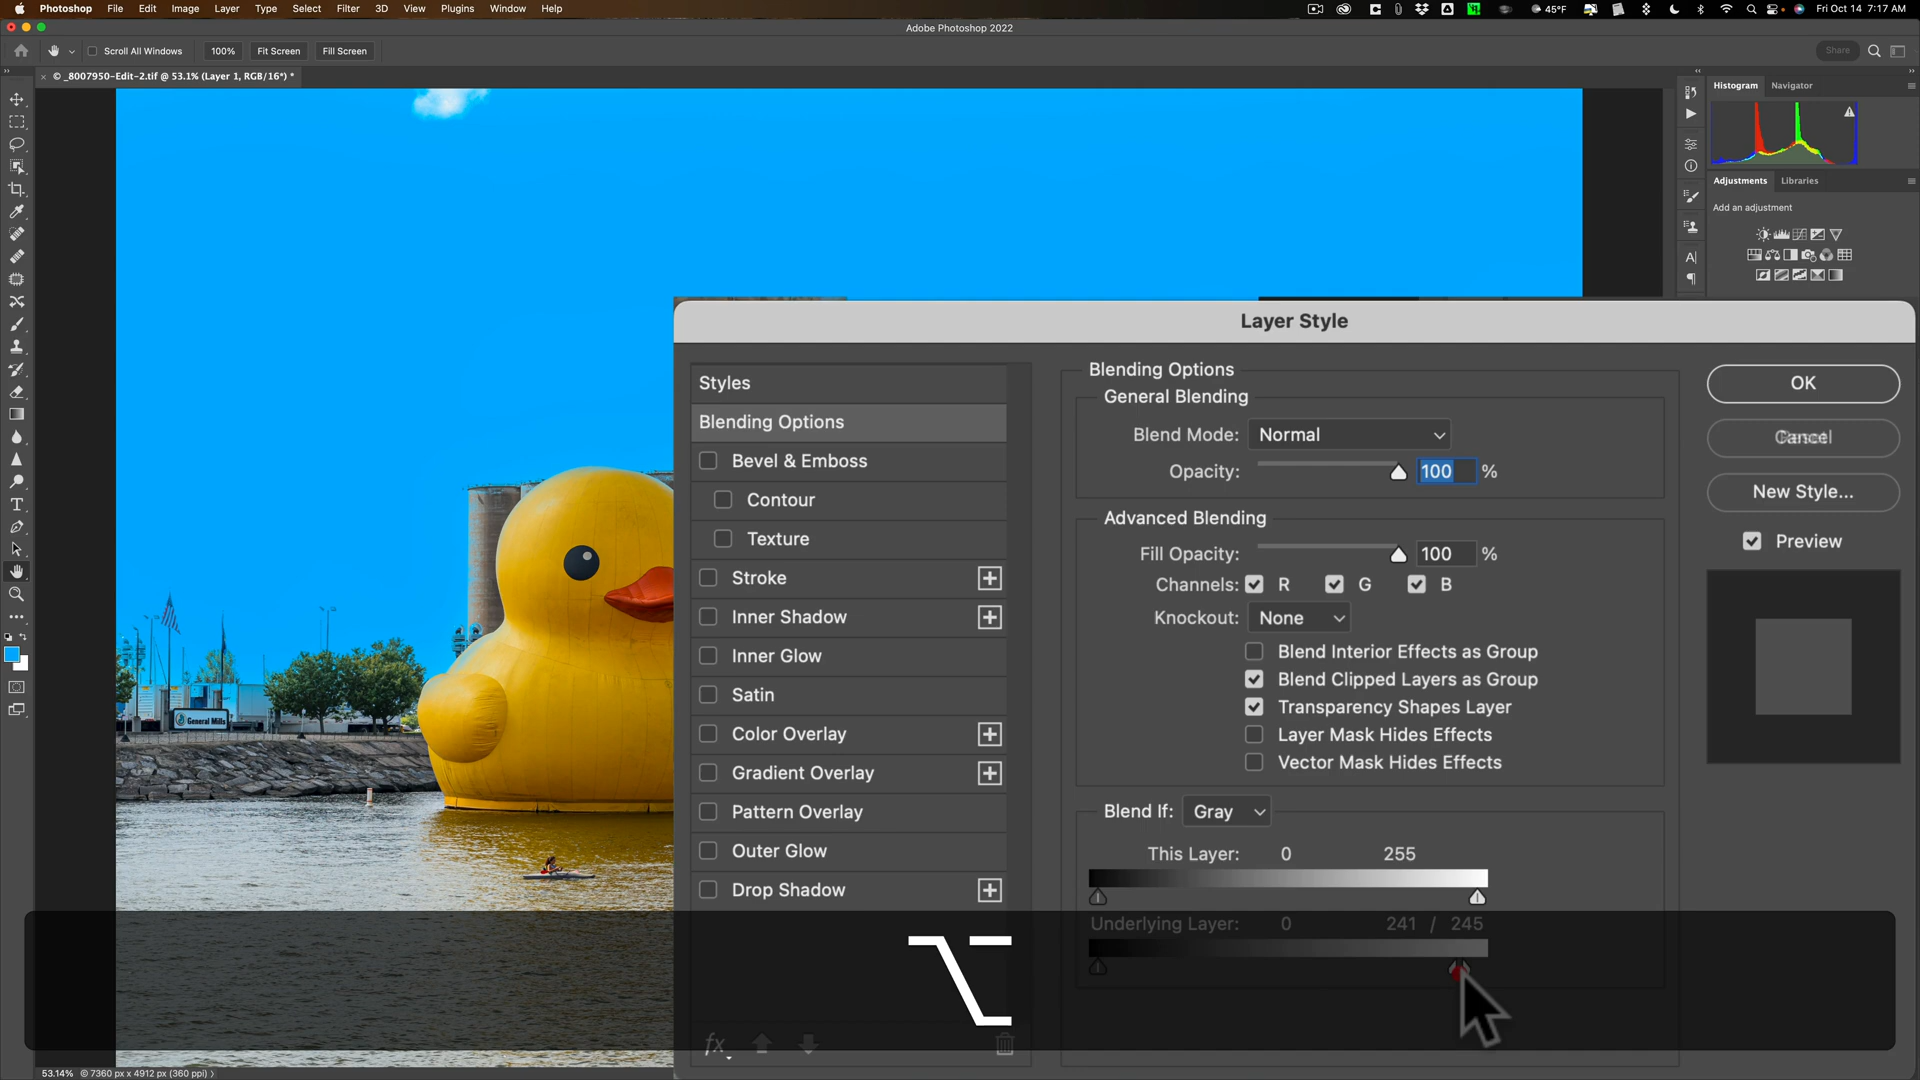 Photoshop File Edit Image Layer Type Select Filter 3D View Plugins Window Help 45°F Fri Oct 14 7:17 AM
Adobe Photoshop 2022
Scroll All Windows 100% Fit Screen Fill Screen Share
× © _8007950-Edit-2.tif @ 53.1% (Layer 1, RGB/16*) *
Histogram Navigator
Adjustments Libraries
Add an adjustment
Layer Style
Styles
Blending Options
Bevel & Emboss
Contour
Texture
Stroke
Inner Shadow
Inner Glow
Satin
Color Overlay
Gradient Overlay
Pattern Overlay
Outer Glow
Drop Shadow
fx
Blending Options
General Blending
Blend Mode: Normal
Opacity: 100 %
Advanced Blending
Fill Opacity: 100 %
Channels: R G B
Knockout: None
Blend Interior Effects as Group
Blend Clipped Layers as Group
Transparency Shapes Layer
Layer Mask Hides Effects
Vector Mask Hides Effects
Blend If: Gray
This Layer: 0 255
Underlying Layer: 0 241 / 245
OK
Cancel
New Style...
Preview
General Mills
53.14% © 7360 px x 4912 px (360 ppi)